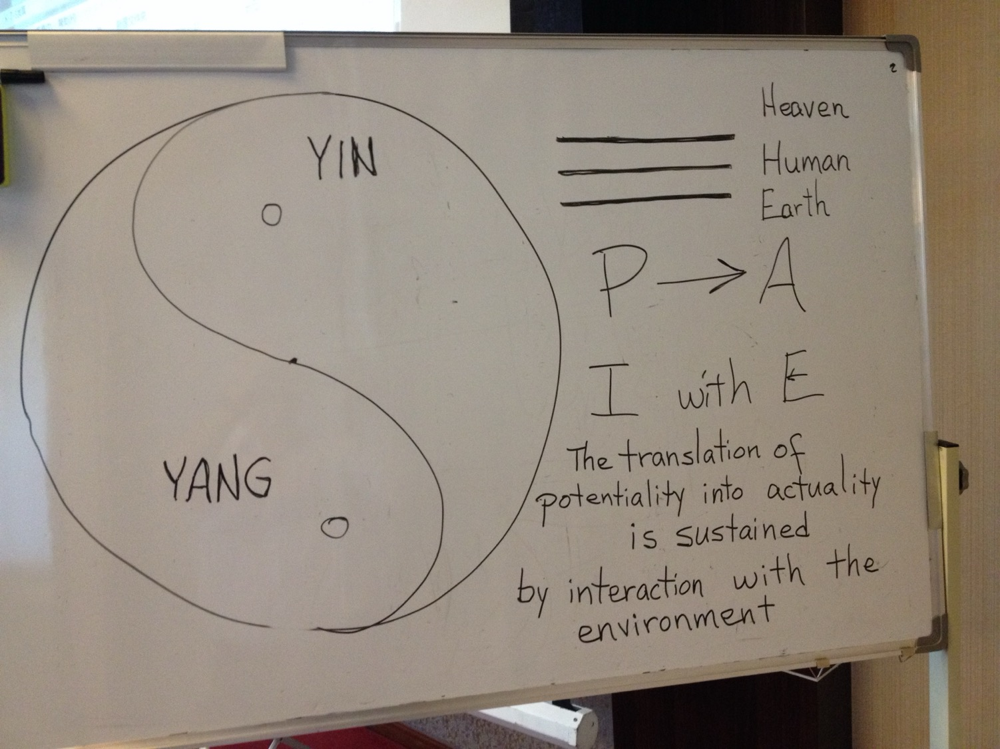 YIN
YANG
Heaven
Human
Earth
P → A
I with E
The translation of
potentiality into actuality
is sustained
by interaction with the
environment